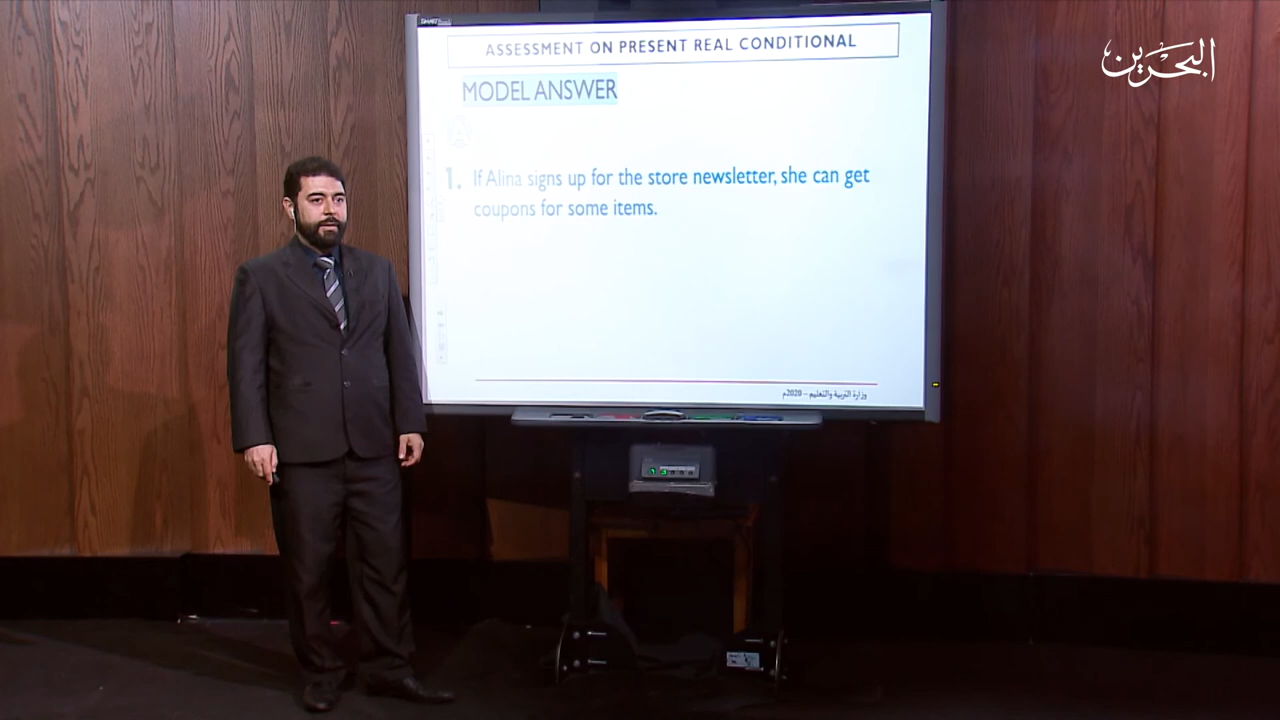 SMART
ASSESSMENT ON PRESENT REAL CONDITIONAL
البحرين
MODEL ANSWER
1. If Alina signs up for the store newsletter, she can get
coupons for some items.
وزارة التربية والتعليم – 2020م